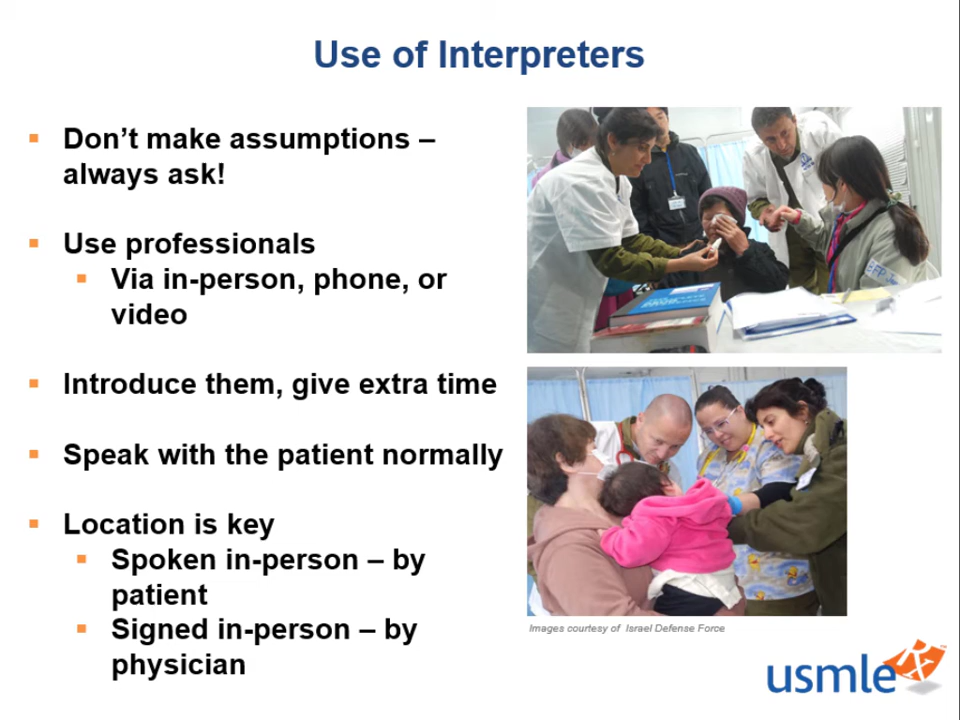 Use of Interpreters
▪ Don’t make assumptions –
always ask!
▪ Use professionals
▪ Via in-person, phone, or
video
▪ Introduce them, give extra time
▪ Speak with the patient normally
▪ Location is key
▪ Spoken in-person – by
patient
▪ Signed in-person – by
physician
Images courtesy of Israel Defense Force
usmle
Rx